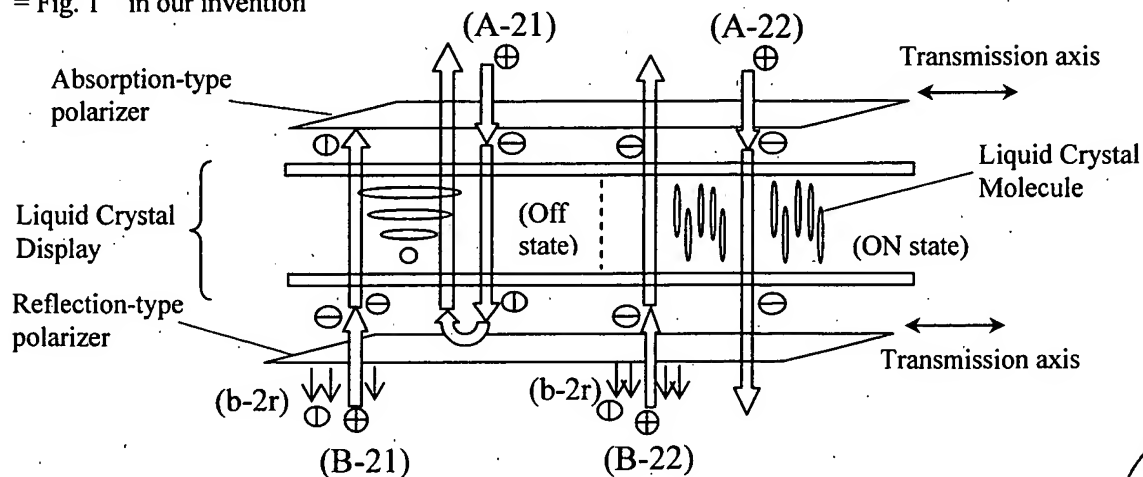 = Fig. 1 in our invention
(A-21)
(A-22)
Transmission axis
Absorption-type
polarizer
Liquid Crystal
Molecule
Liquid Crystal
Display
(Off
state)
(ON state)
Reflection-type
polarizer
Transmission axis
(b-2r)
(b-2r)
(B-21)
(B-22)